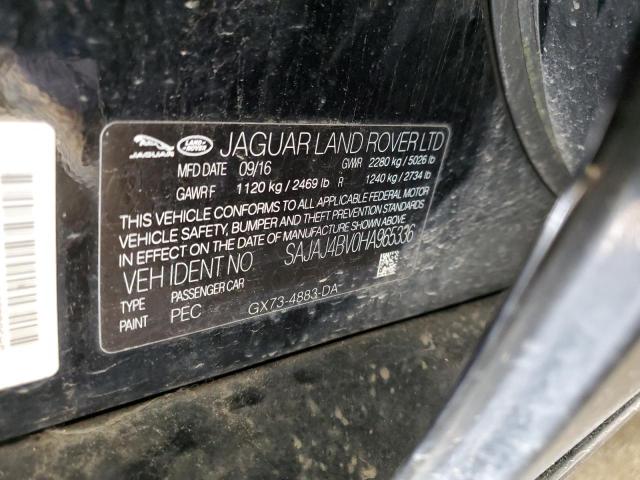 JAGUAR LAND ROVER JAGUAR LAND ROVER LTD
MFD DATE 09/16 GWR 2280 kg / 5026 lb
GAWR F 1120 kg / 2469 lb R 1240 kg / 2734 lb
THIS VEHICLE CONFORMS TO ALL APPLICABLE FEDERAL MOTOR
VEHICLE SAFETY, BUMPER AND THEFT PREVENTION STANDARDS
IN EFFECT ON THE DATE OF MANUFACTURE SHOWN ABOVE.
VEH IDENT NO. SAJAJ4BV0HA965336
TYPE PASSENGER CAR
PAINT PEC GX73-4883-DA